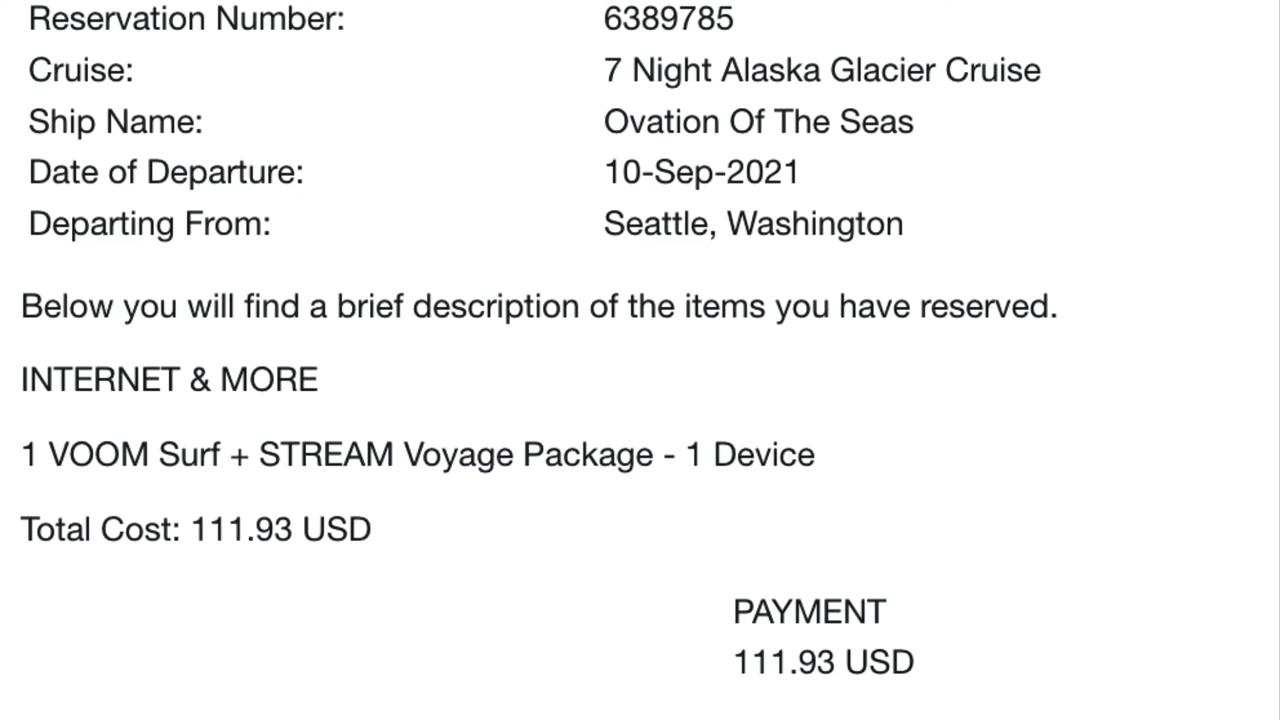 Reservation Number: 6389785
Cruise: 7 Night Alaska Glacier Cruise
Ship Name: Ovation Of The Seas
Date of Departure: 10-Sep-2021
Departing From: Seattle, Washington
Below you will find a brief description of the items you have reserved.
INTERNET & MORE
1 VOOM Surf + STREAM Voyage Package - 1 Device
Total Cost: 111.93 USD
PAYMENT
111.93 USD